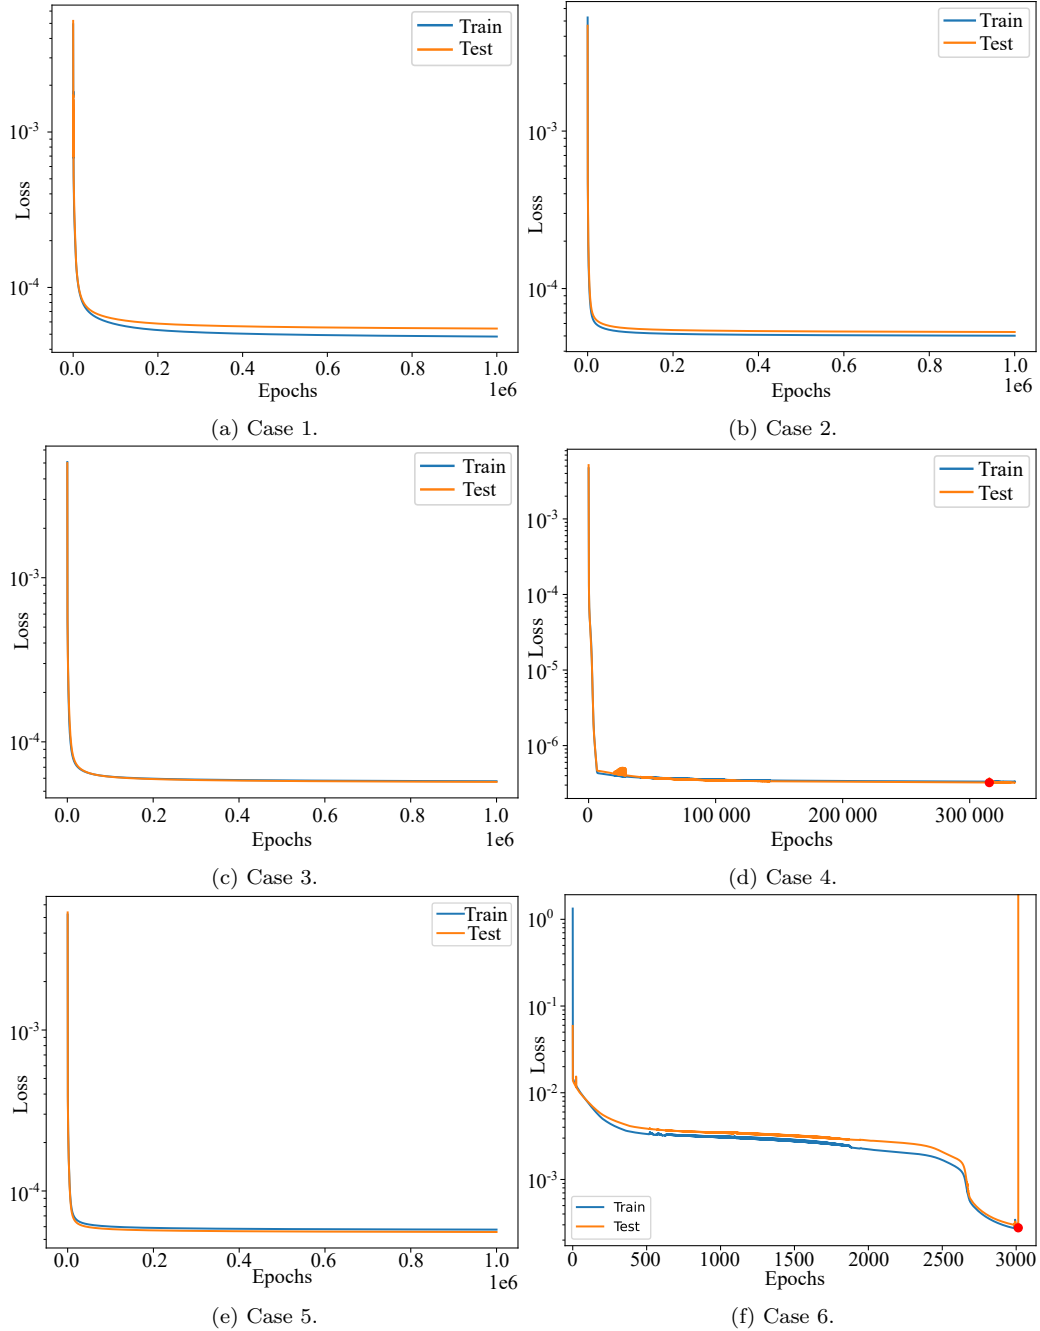 Train
Test
10^-3
10^-4
Loss
0.0 0.2 0.4 0.6 0.8 1.0
1e6
Epochs
(a) Case 1.
Train
Test
10^-3
10^-4
Loss
0.0 0.2 0.4 0.6 0.8 1.0
1e6
Epochs
(b) Case 2.
Train
Test
10^-3
10^-4
Loss
0.0 0.2 0.4 0.6 0.8 1.0
1e6
Epochs
(c) Case 3.
Train
Test
10^-3
10^-4
10^-5
10^-6
Loss
0 100 000 200 000 300 000
Epochs
(d) Case 4.
Train
Test
10^-3
10^-4
Loss
0.0 0.2 0.4 0.6 0.8 1.0
1e6
Epochs
(e) Case 5.
10^0
10^-1
10^-2
10^-3
Loss
Train
Test
0 500 1000 1500 2000 2500 3000
Epochs
(f) Case 6.